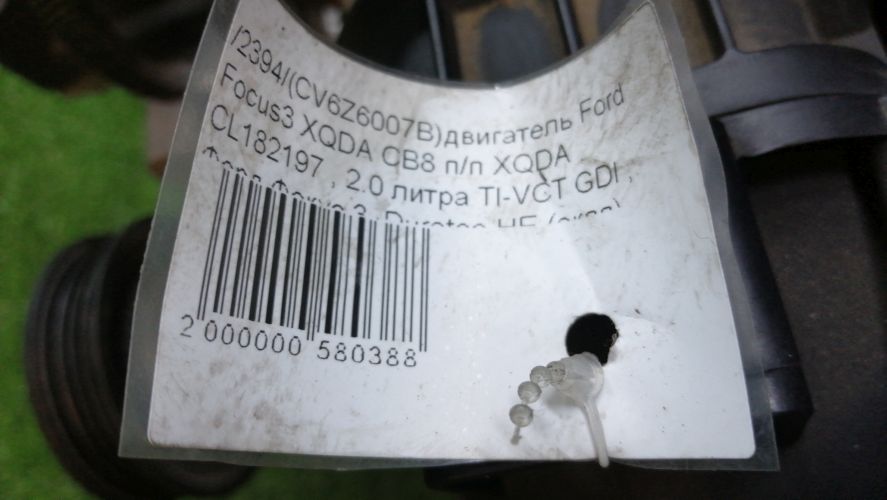 /2394/(CV6Z6007B)двигатель Ford
Focus3 XQDA CB8 п/п XQDA
CL182197 , 2.0 литра TI-VCT GDI ,
2 000000 580388